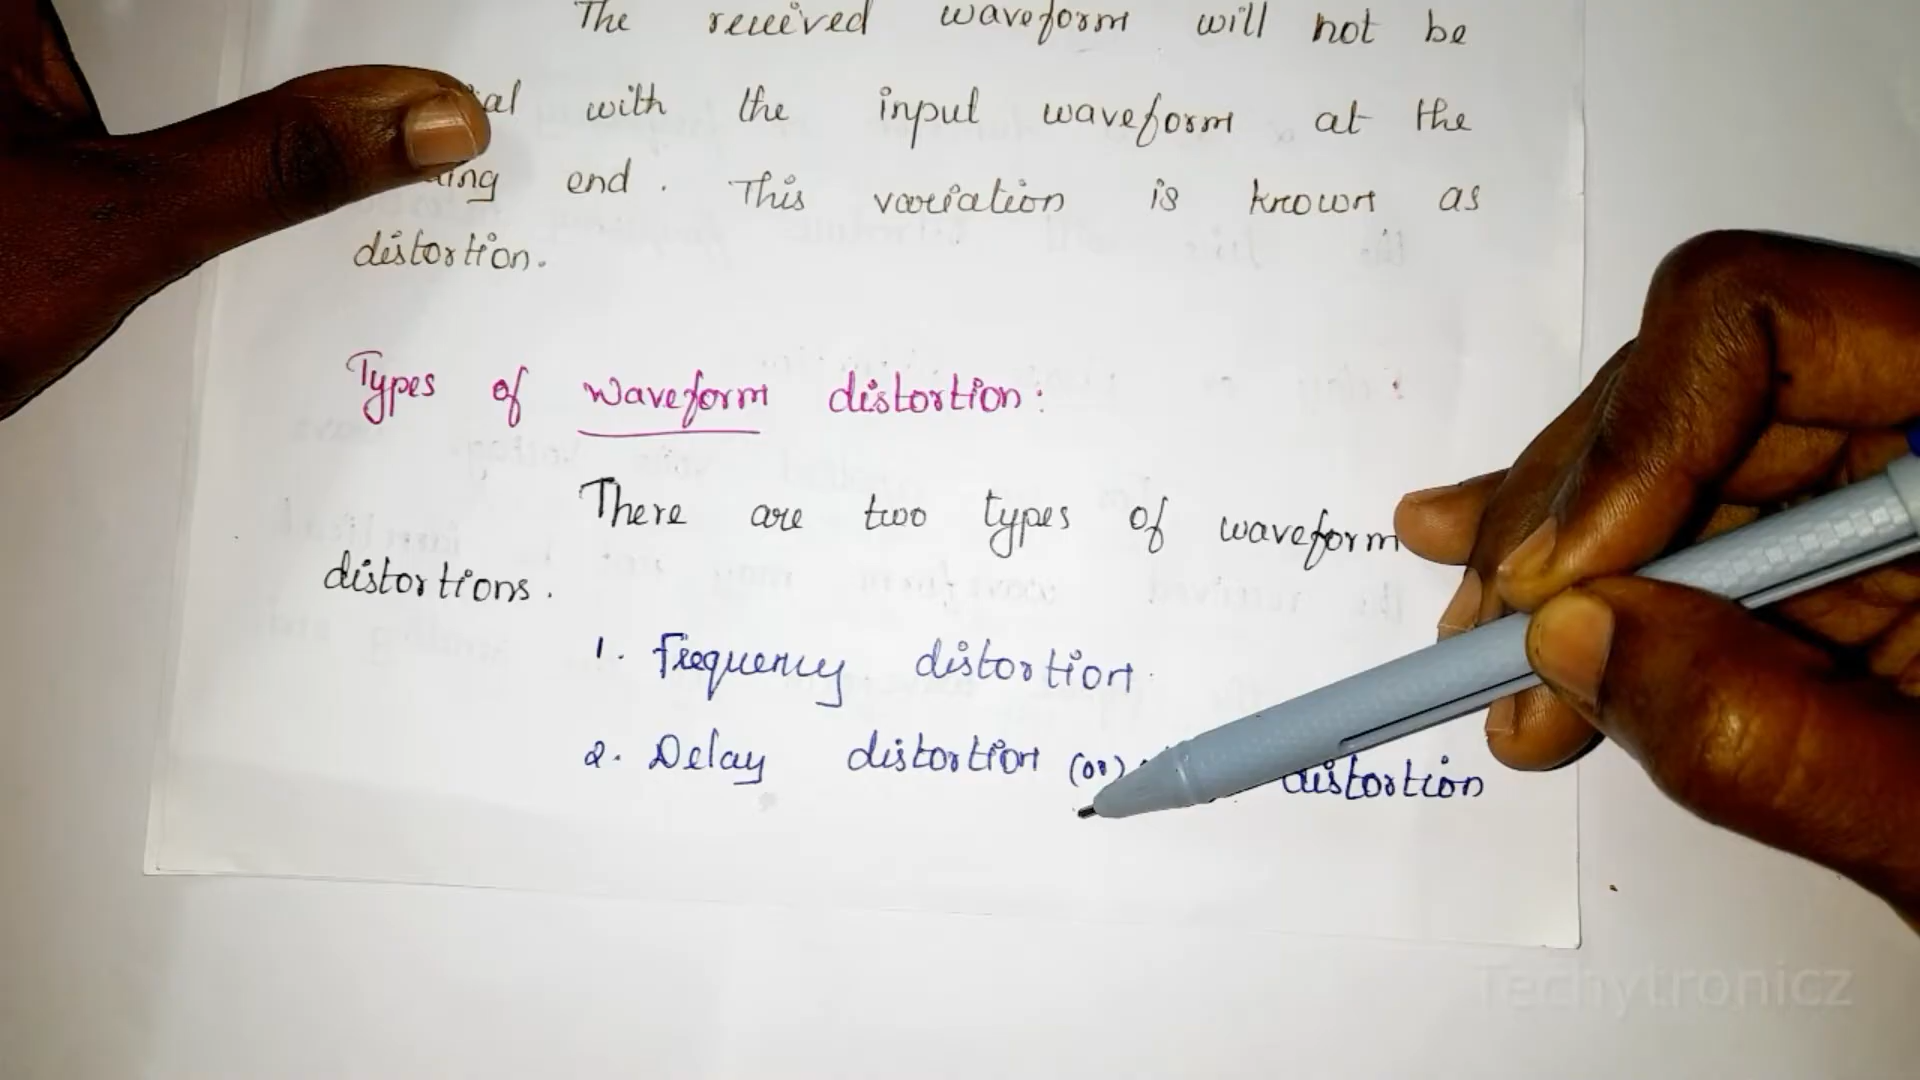 The received waveform will not be
with the input waveform at the
end. This variation is known as
distortion.
Types of waveform distortion:
There are two types of waveform
distortions.
1. Frequency distortion.
2. Delay distortion (or) distortion
Techytronicz